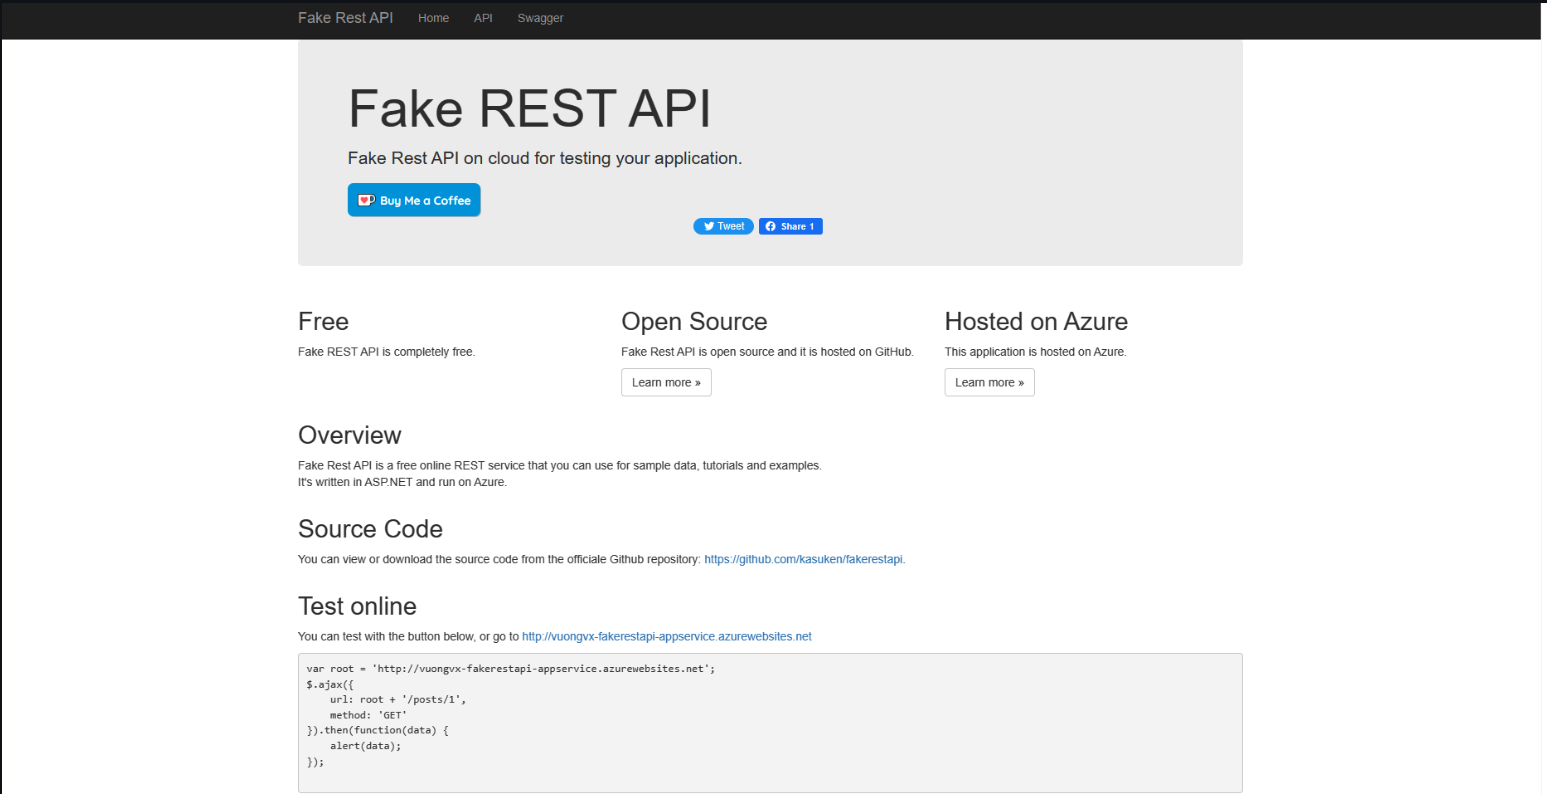 Fake Rest API Home API Swagger
Fake REST API
Fake Rest API on cloud for testing your application.
Buy Me a Coffee
Tweet Share 1
Free
Fake REST API is completely free.
Open Source
Fake Rest API is open source and it is hosted on GitHub.
Learn more »
Hosted on Azure
This application is hosted on Azure.
Learn more »
Overview
Fake Rest API is a free online REST service that you can use for sample data, tutorials and examples.
It's written in ASP.NET and run on Azure.
Source Code
You can view or download the source code from the officiale Github repository: https://github.com/kasuken/fakerestapi.
Test online
You can test with the button below, or go to http://vuongvx-fakerestapi-appservice.azurewebsites.net
var root = 'http://vuongvx-fakerestapi-appservice.azurewebsites.net';
$.ajax({
    url: root + '/posts/1',
    method: 'GET'
}).then(function(data) {
    alert(data);
});